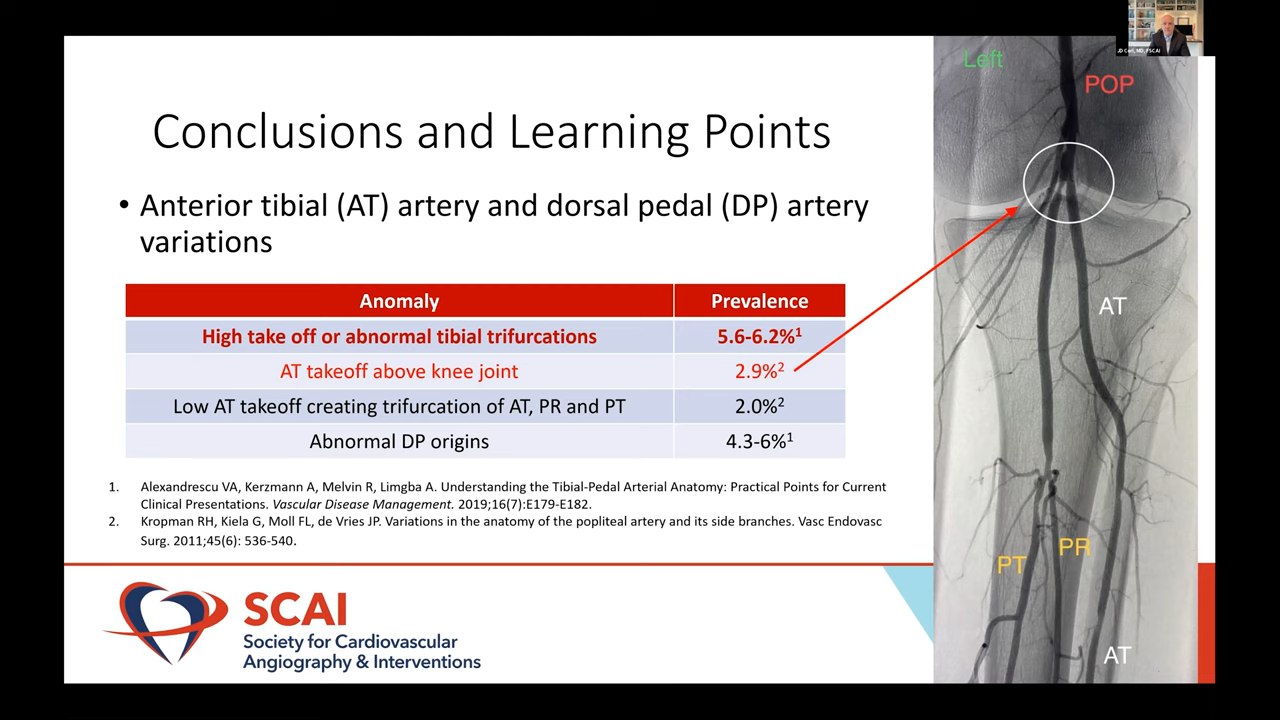 JD Corl, MD, FSCAI
Left
POP
Conclusions and Learning Points
• Anterior tibial (AT) artery and dorsal pedal (DP) artery
variations
Anomaly Prevalence
High take off or abnormal tibial trifurcations 5.6-6.2%¹
AT takeoff above knee joint 2.9%²
Low AT takeoff creating trifurcation of AT, PR and PT 2.0%²
Abnormal DP origins 4.3-6%¹
AT
1. Alexandrescu VA, Kerzmann A, Melvin R, Limgba A. Understanding the Tibial-Pedal Arterial Anatomy: Practical Points for Current
Clinical Presentations. Vascular Disease Management. 2019;16(7):E179-E182.
2. Kropman RH, Kiela G, Moll FL, de Vries JP. Variations in the anatomy of the popliteal artery and its side branches. Vasc Endovasc
Surg. 2011;45(6): 536-540.
PR
PT
SCAI
Society for Cardiovascular
Angiography & Interventions
AT